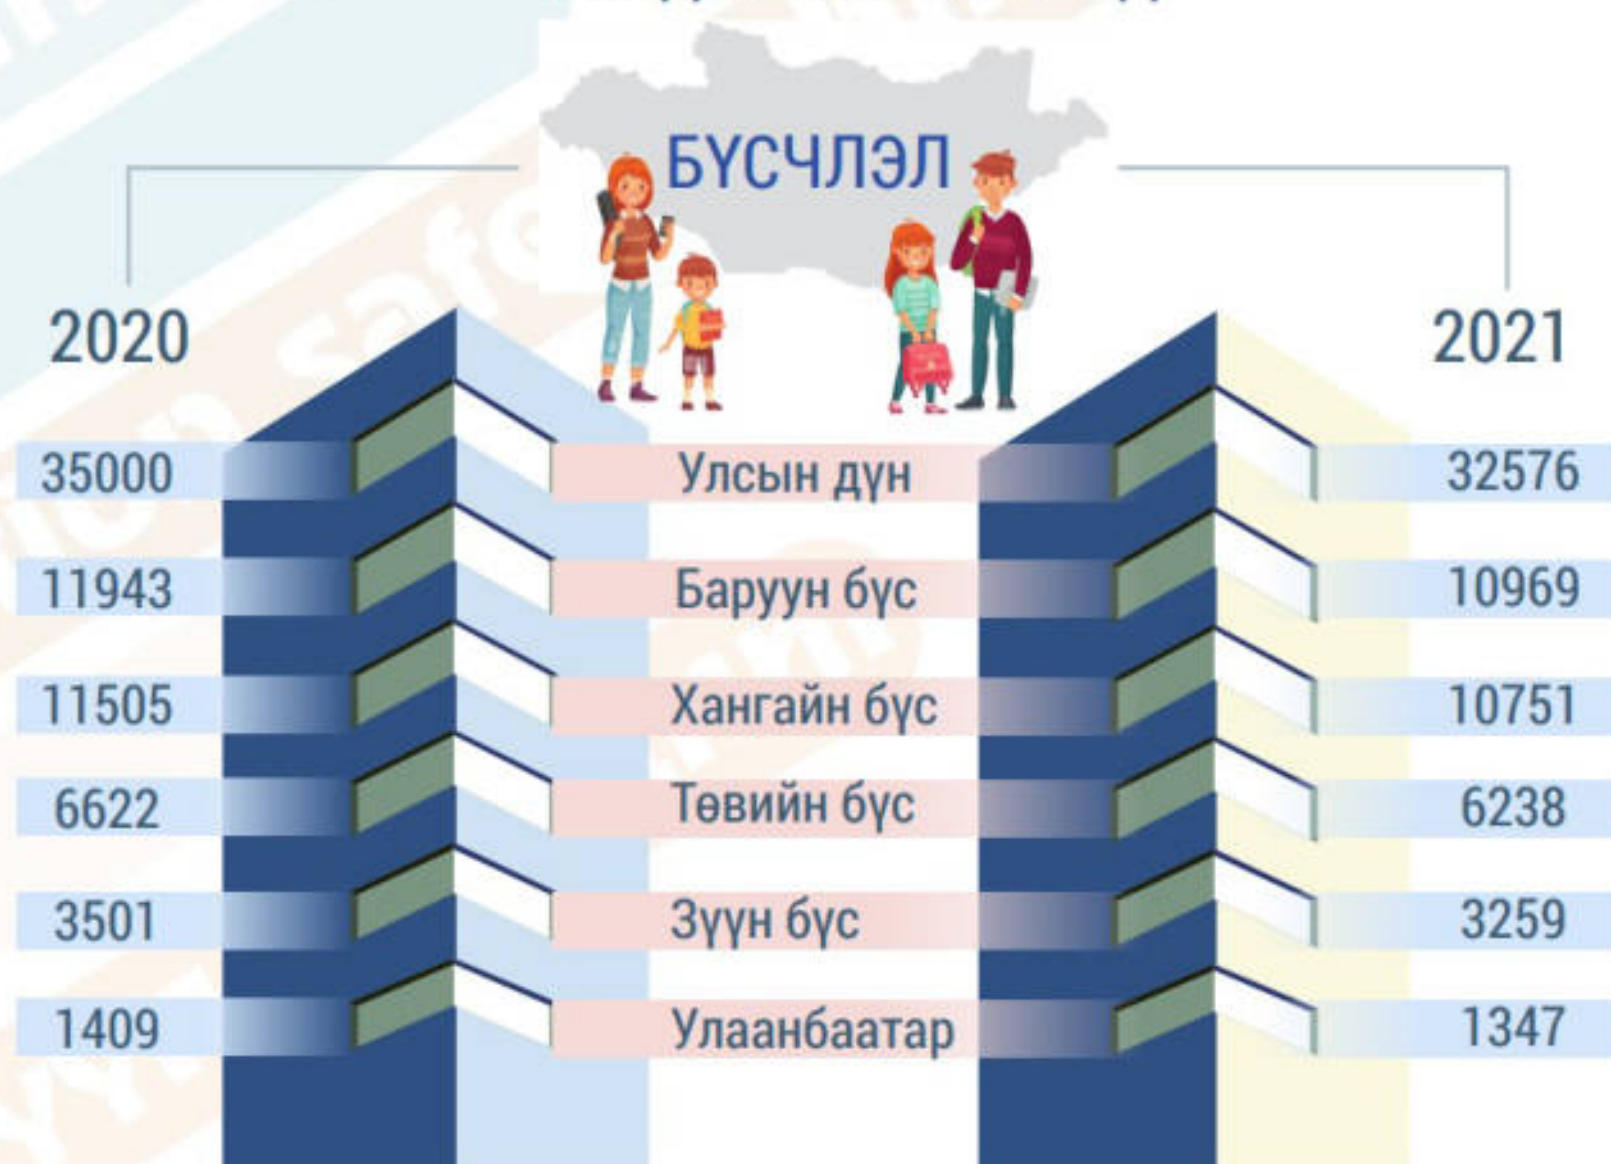 БҮСЧЛЭЛ
2020 2021
35000 Улсын дүн 32576
11943 Баруун бүс 10969
11505 Хангайн бүс 10751
6622 Төвийн бүс 6238
3501 Зүүн бүс 3259
1409 Улаанбаатар 1347